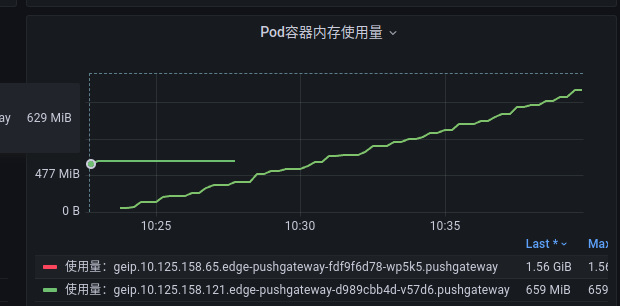 Pod容器内存使用量
ay 629 MiB
477 MiB
0 B
10:25 10:30 10:35
Last * Max
使用量：geip.10.125.158.65.edge-pushgateway-fdf9f6d78-wp5k5.pushgateway 1.56 GiB 1.56
使用量：geip.10.125.158.121.edge-pushgateway-d989cbb4d-v57d6.pushgateway 659 MiB 659